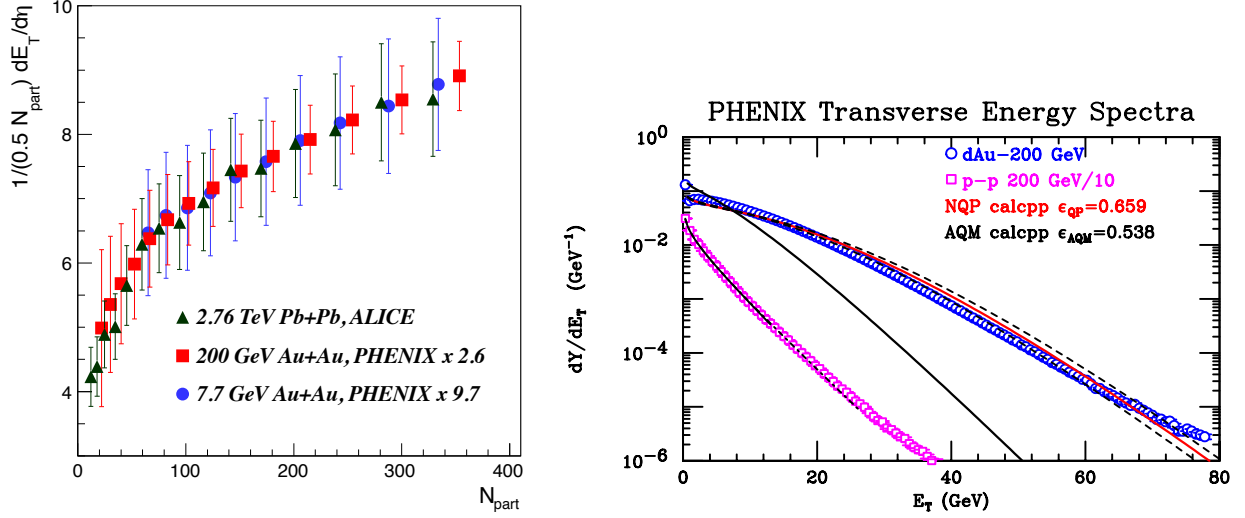 1/(0.5 N_part) dE_T/dη
10
8
6
4
2.76 TeV Pb+Pb, ALICE
200 GeV Au+Au, PHENIX x 2.6
7.7 GeV Au+Au, PHENIX x 9.7
0 100 200 300 400
N_part
PHENIX Transverse Energy Spectra
dY/dE_T (GeV⁻¹)
10⁰
10⁻²
10⁻⁴
10⁻⁶
dAu−200 GeV
p−p 200 GeV/10
NQP calcpp ϵ_QP=0.659
AQM calcpp ϵ_AQM=0.538
0 20 40 60 80
E_T (GeV)